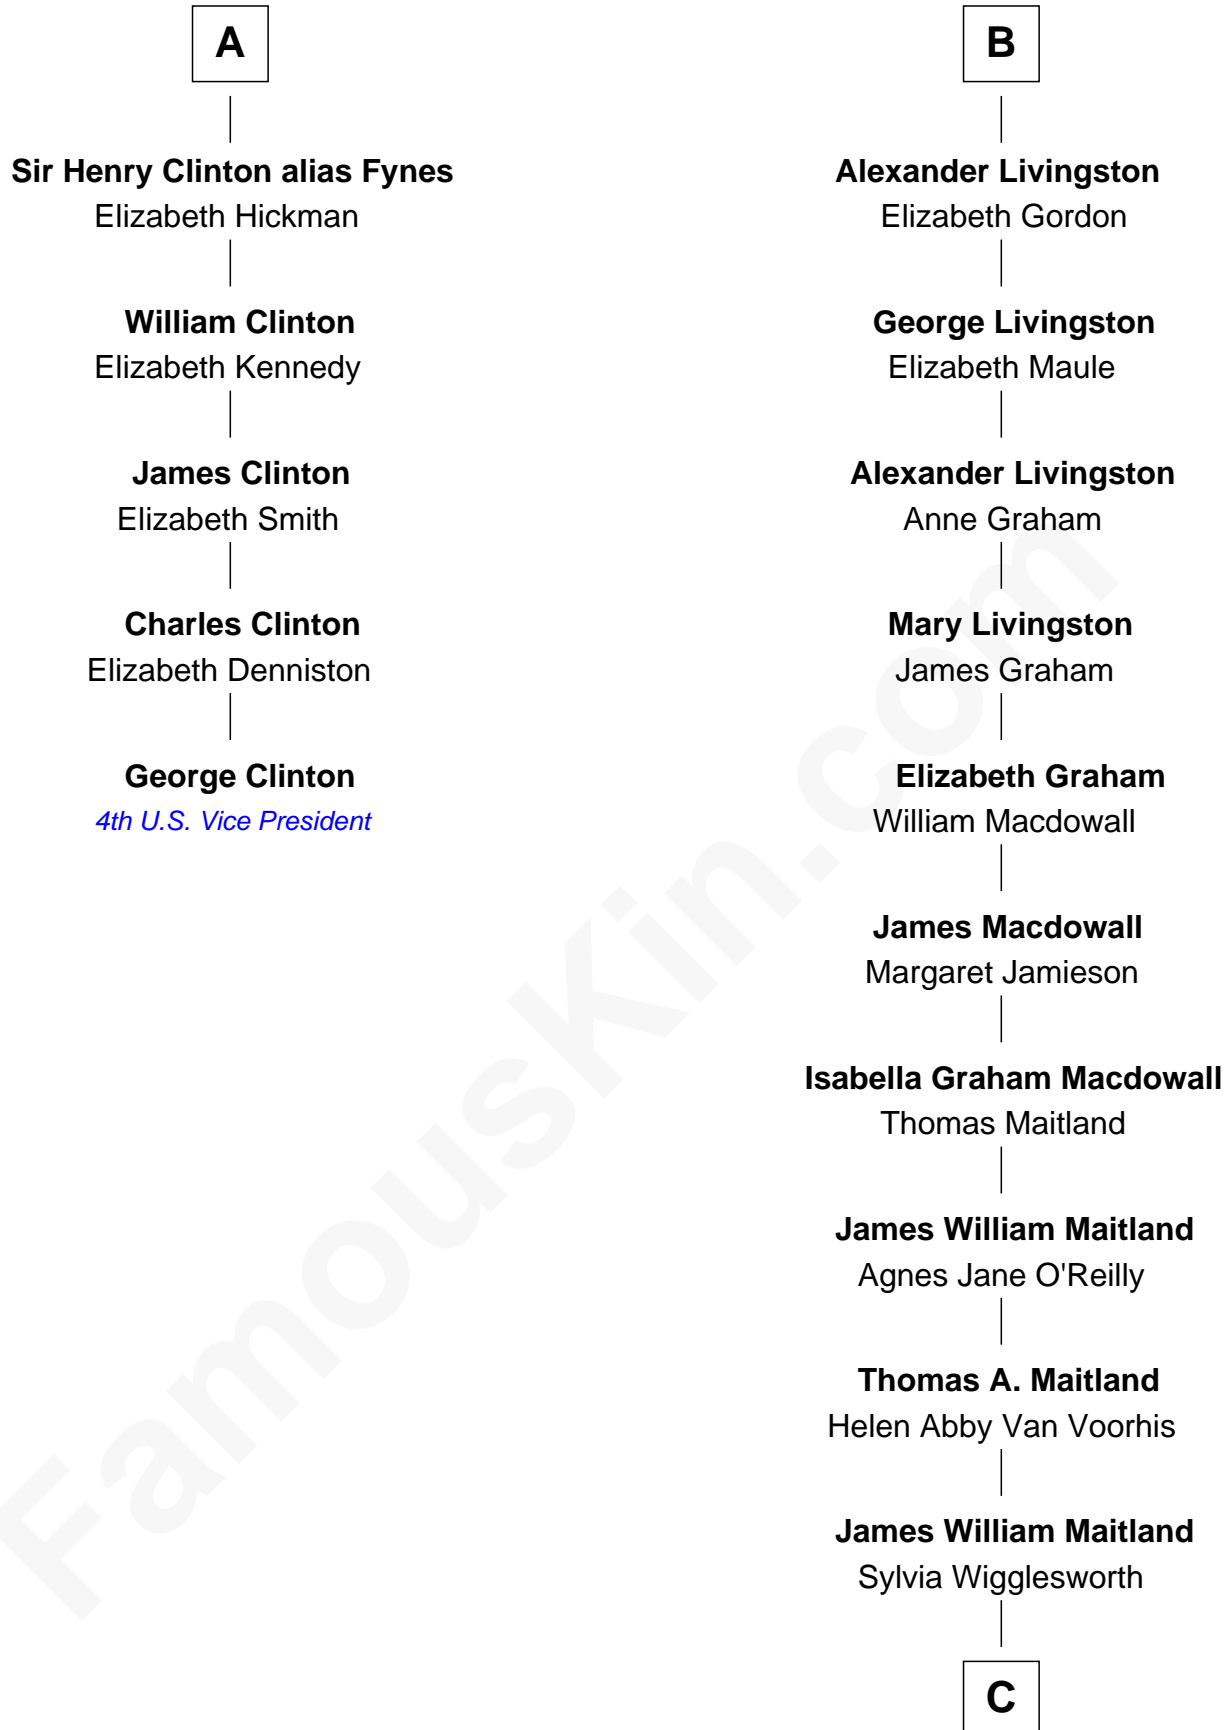 A
Sir Henry Clinton alias Fynes
Elizabeth Hickman
William Clinton
Elizabeth Kennedy
James Clinton
Elizabeth Smith
Charles Clinton
Elizabeth Denniston
George Clinton
4th U.S. Vice President
B
Alexander Livingston
Elizabeth Gordon
George Livingston
Elizabeth Maule
Alexander Livingston
Anne Graham
Mary Livingston
James Graham
Elizabeth Graham
William Macdowall
James Macdowall
Margaret Jamieson
Isabella Graham Macdowall
Thomas Maitland
James William Maitland
Agnes Jane O'Reilly
Thomas A. Maitland
Helen Abby Van Voorhis
James William Maitland
Sylvia Wigglesworth
C
FamousKin.com